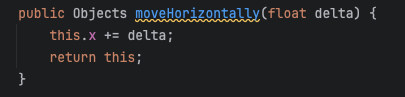 public Objects moveHorizontally(float delta) {
    this.x += delta;
    return this;
}